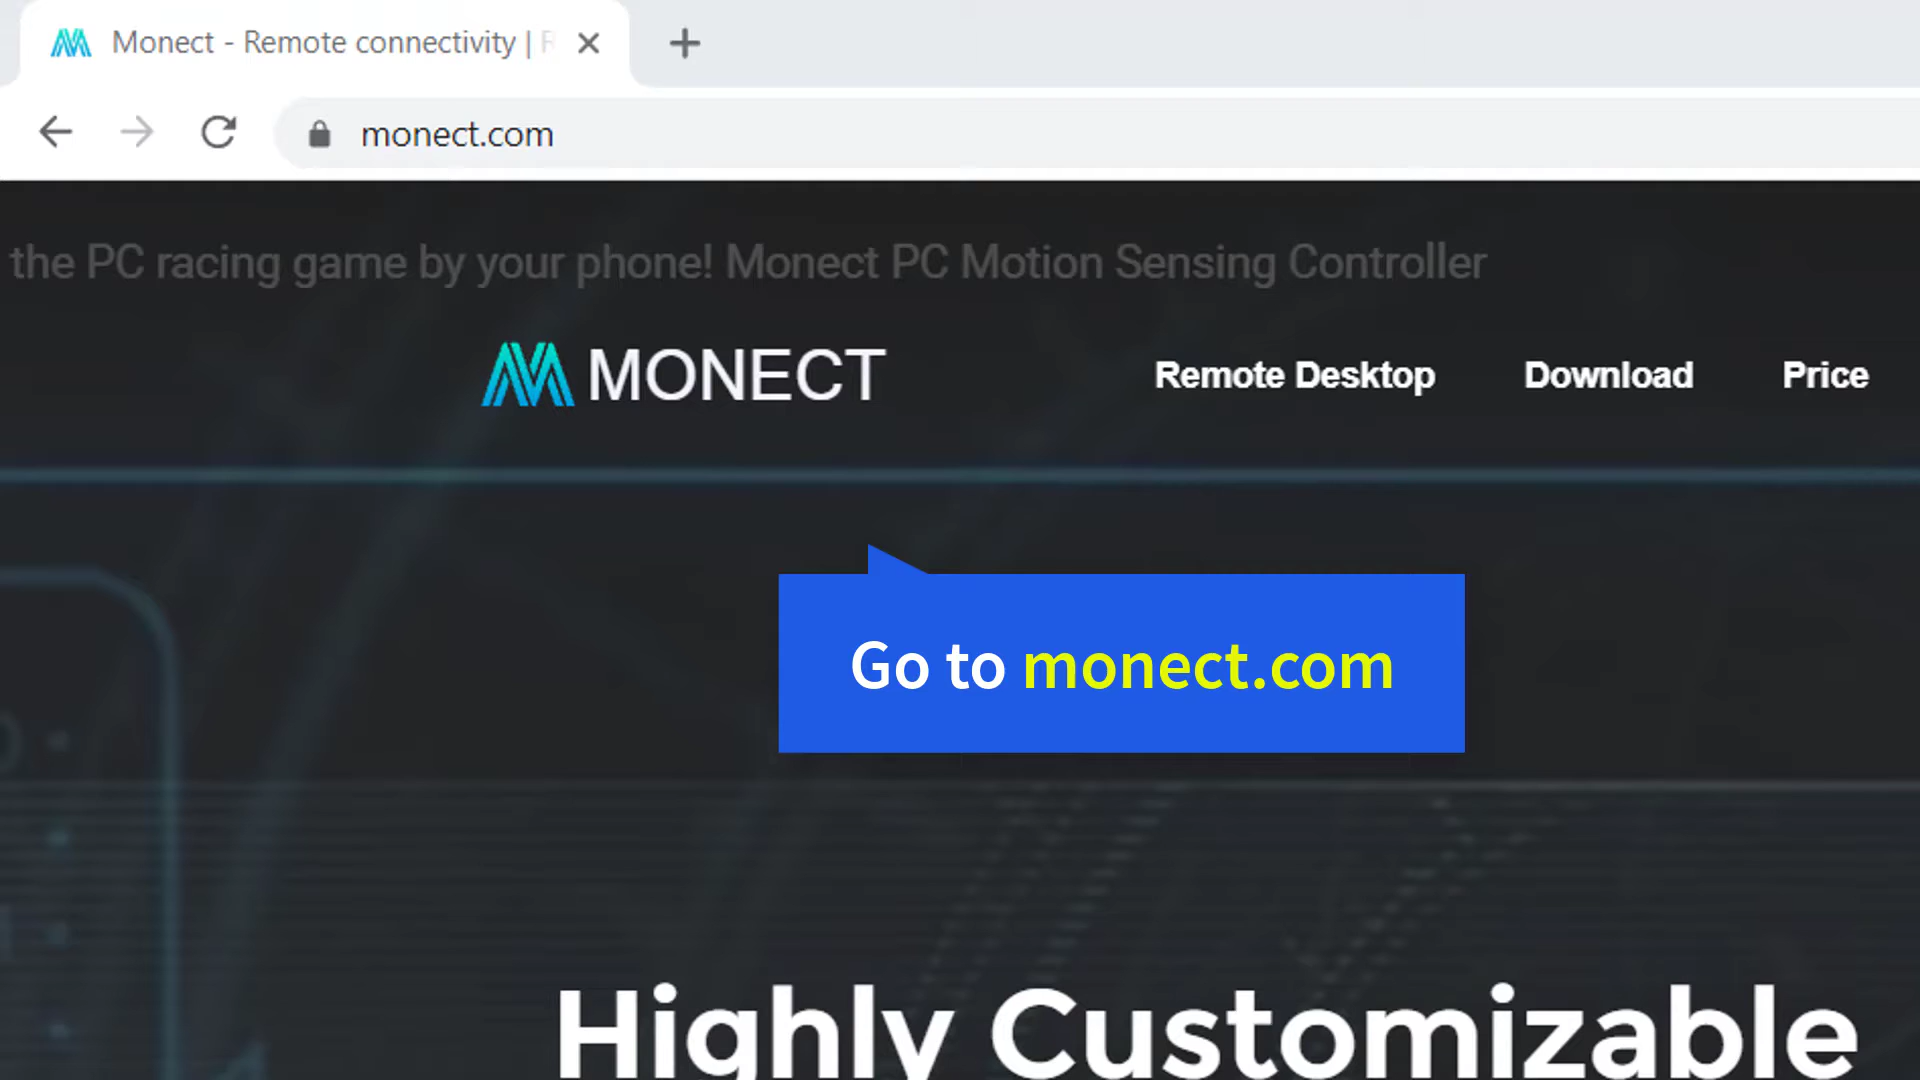 Monect - Remote connectivity |
monect.com
the PC racing game by your phone! Monect PC Motion Sensing Controller
MONECT
Remote Desktop Download Price
Go to monect.com
Highly Customizable